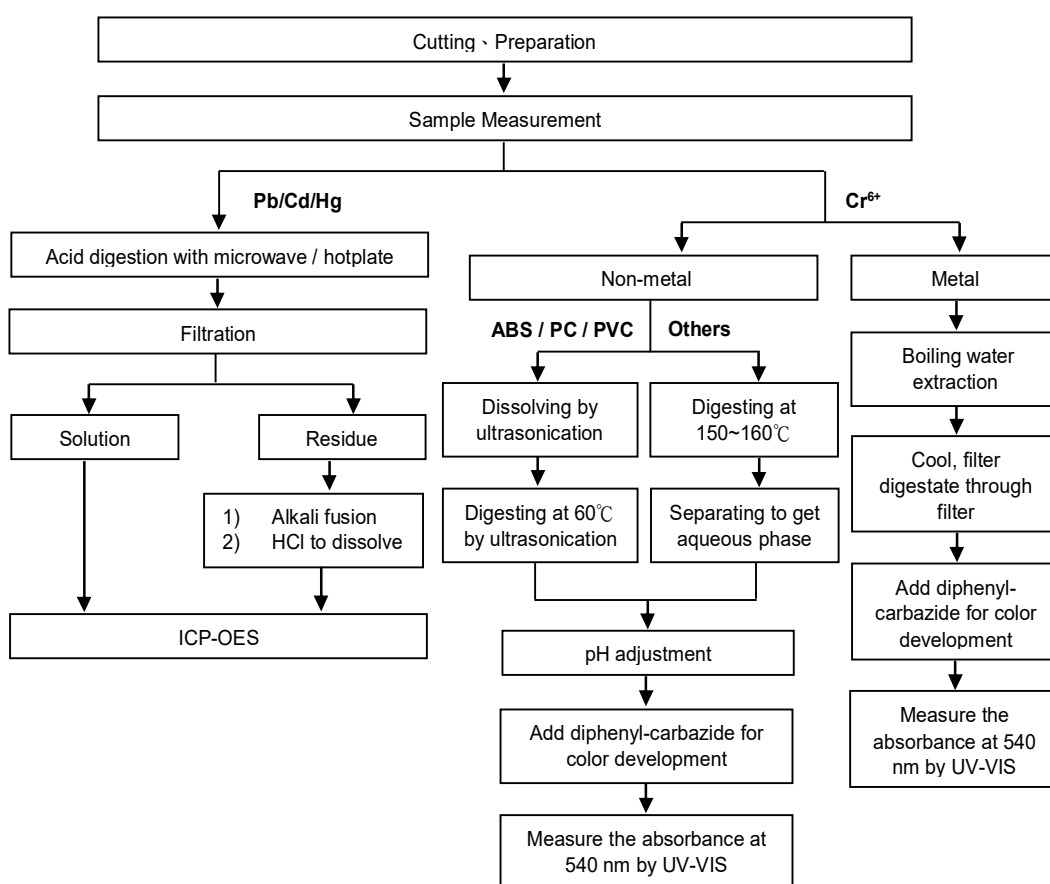 Cutting、Preparation
Sample Measurement
Pb/Cd/Hg
Cr⁶⁺
Acid digestion with microwave / hotplate
Filtration
Solution
Residue
1) Alkali fusion
2) HCl to dissolve
ICP-OES
Non-metal
ABS / PC / PVC
Others
Dissolving by
ultrasonication
Digesting at 60℃
by ultrasonication
Digesting at
150~160℃
Separating to get
aqueous phase
pH adjustment
Add diphenyl-carbazide for
color development
Measure the absorbance at
540 nm by UV-VIS
Metal
Boiling water
extraction
Cool, filter
digestate through
filter
Add diphenyl-
carbazide for color
development
Measure the
absorbance at 540
nm by UV-VIS